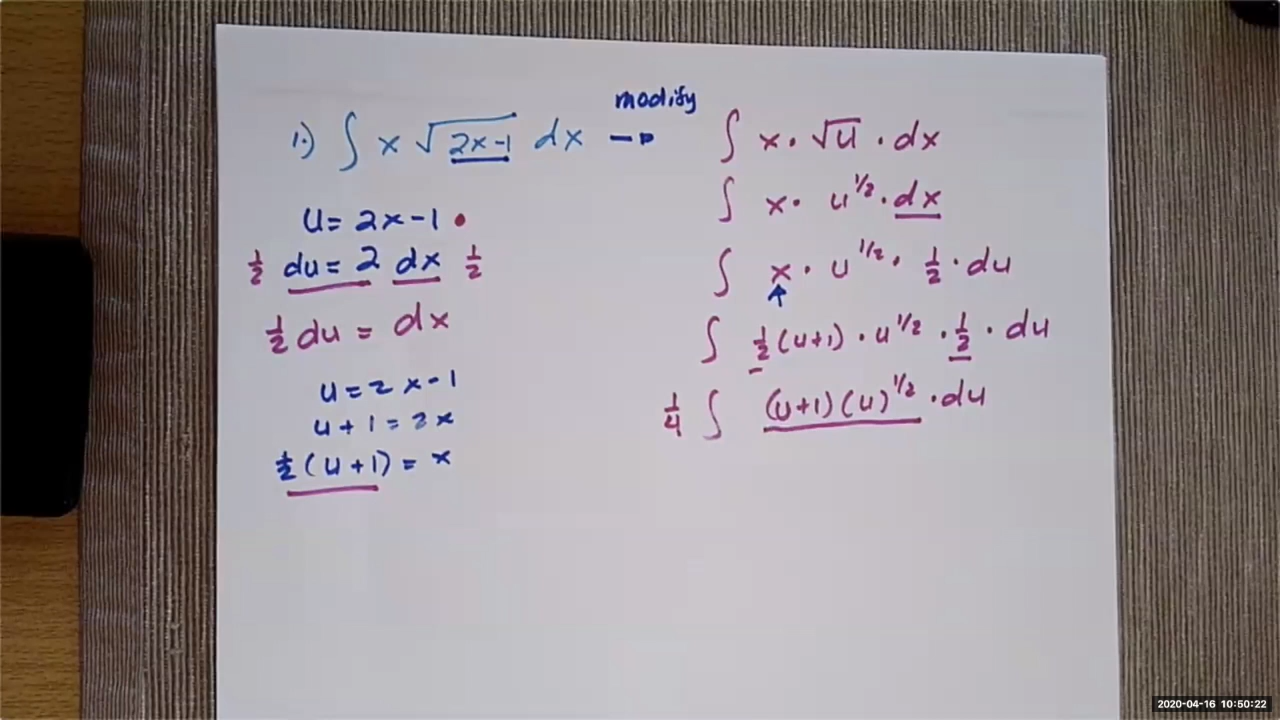 1.) ∫ x √(2x-1) dx → modify
u = 2x-1 •
½ du = 2 dx ½
½ du = dx
u = 2x-1
u + 1 = 2x
½ (u + 1) = x
∫ x • √u • dx
∫ x • u^1/2 • dx
∫ x • u^1/2 • ½ • du
∫ ½ (u+1) • u^1/2 • ½ • du
¼ ∫ (u+1) (u)^1/2 • du
2020-04-16 10:50:22